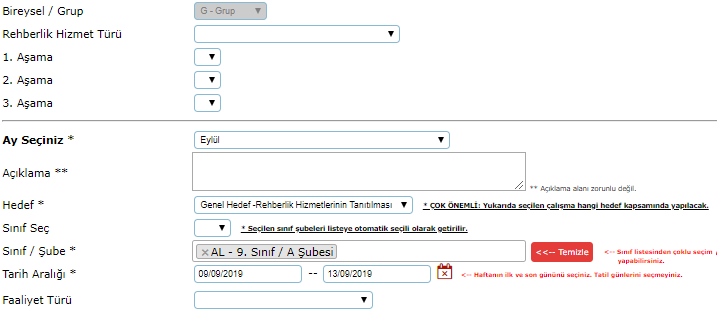 Bireysel / Grup
G - Grup
Rehberlik Hizmet Türü
1. Aşama
2. Aşama
3. Aşama
Ay Seçiniz *
Eylül
Açıklama **
** Açıklama alanı zorunlu değil.
Hedef *
Genel Hedef -Rehberlik Hizmetlerinin Tanıtılması
* ÇOK ÖNEMLİ: Yukarıda seçilen çalışma hangi hedef kapsamında yapılacak.
Sınıf Seç
* Seçilen sınıf şubeleri listeye otomatik seçili olarak getirilir.
Sınıf / Şube *
×AL - 9. Sınıf / A Şubesi
<<-- Temizle
<-- Sınıf listesinden çoklu seçim
yapabilirsiniz.
Tarih Aralığı *
09/09/2019 -- 13/09/2019
<-- Haftanın ilk ve son gününü seçiniz. Tatil günlerini seçmeyiniz.
Faaliyet Türü